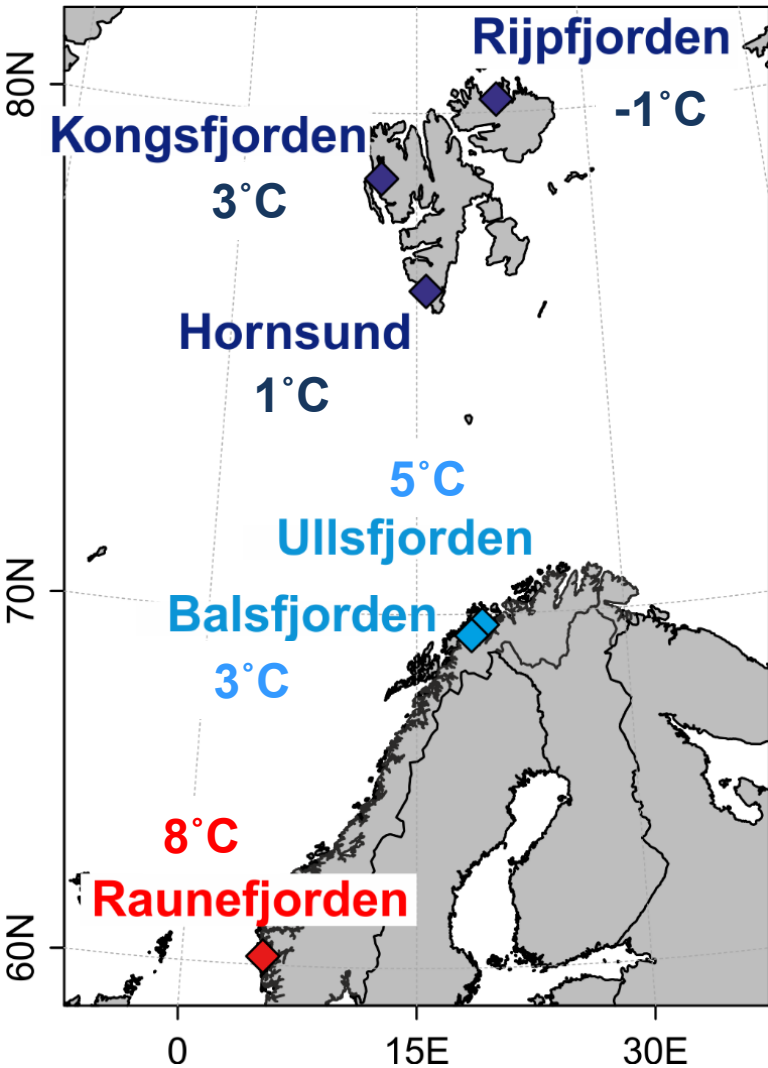 Rijpfjorden
80N
-1˚C
Kongsfjorden
3˚C
Hornsund
1˚C
5˚C
Ullsfjorden
70N
Balsfjorden
3˚C
8˚C
Raunefjorden
60N
0
15E
30E